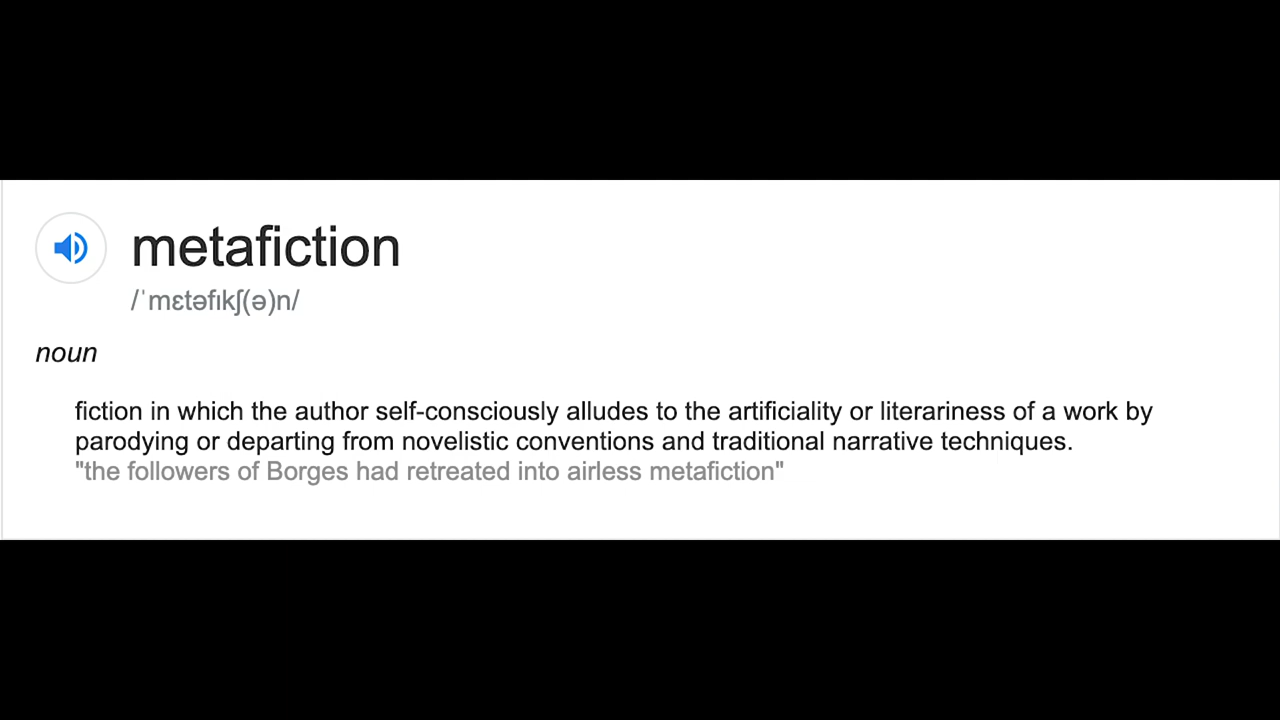 metafiction
/ˈmɛtəfɪkʃ(ə)n/
noun
fiction in which the author self-consciously alludes to the artificiality or literariness of a work by
parodying or departing from novelistic conventions and traditional narrative techniques.
"the followers of Borges had retreated into airless metafiction"